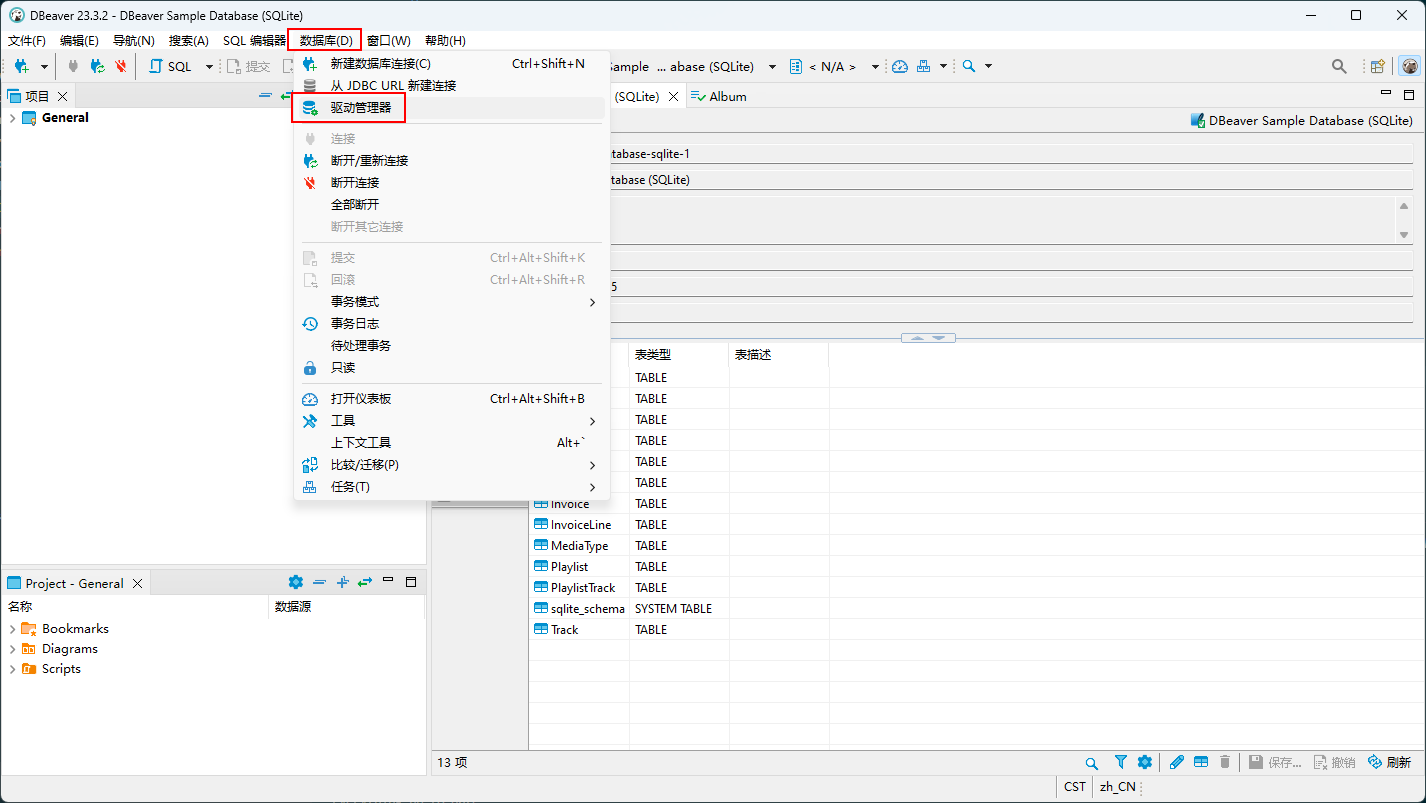 DBeaver 23.3.2 - DBeaver Sample Database (SQLite)
文件(F) 编辑(E) 导航(N) 搜索(A) SQL 编辑器 数据库(D) 窗口(W) 帮助(H)
SQL 提交 Sample ... abase (SQLite) < N/A >
项目
General
新建数据库连接(C) Ctrl+Shift+N
从 JDBC URL 新建连接
驱动管理器
连接
断开/重新连接
断开连接
全部断开
断开其它连接
提交 Ctrl+Alt+Shift+K
回滚 Ctrl+Alt+Shift+R
事务模式
事务日志
待处理事务
只读
打开仪表板 Ctrl+Alt+Shift+B
工具
上下文工具 Alt+`
比较/迁移(P)
任务(T)
(SQLite) Album
DBeaver Sample Database (SQLite)
tabase-sqlite-1
tabase (SQLite)
5
表类型 表描述
TABLE
TABLE
TABLE
TABLE
TABLE
TABLE
Invoice TABLE
InvoiceLine TABLE
MediaType TABLE
Playlist TABLE
PlaylistTrack TABLE
sqlite_schema SYSTEM TABLE
Track TABLE
Project - General
名称 数据源
Bookmarks
Diagrams
Scripts
13 项
保存... 撤销 刷新
CST zh_CN